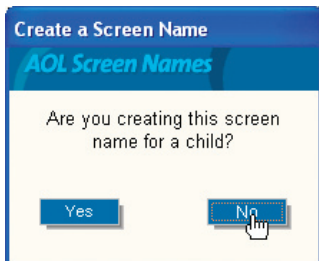 Create a Screen Name
AOL Screen Names
Are you creating this screen
name for a child?
Yes
No